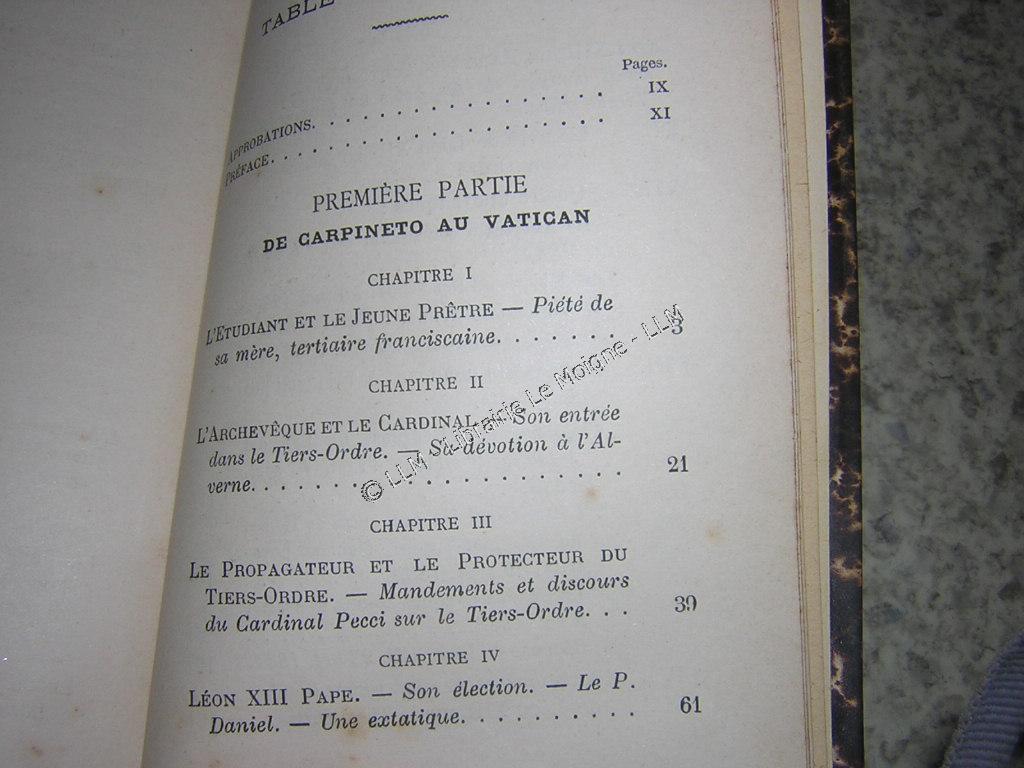 TABLE
Pages.
APPROBATIONS. . . . . . . . . . . . . . . . IX
PRÉFACE. . . . . . . . . . . . . . . . . . XI
PREMIÈRE PARTIE
DE CARPINETO AU VATICAN
CHAPITRE I
L'ETUDIANT ET LE JEUNE PRÊTRE — Piété de
sa mère, tertiaire franciscaine. . . . . . . 3
CHAPITRE II
L'ARCHEVÊQUE ET LE CARDINAL. — Son entrée
dans le Tiers-Ordre. — Sa dévotion à l'Al-
verne. . . . . . . . . . . . . . . . . 21
CHAPITRE III
LE PROPAGATEUR ET LE PROTECTEUR DU
TIERS-ORDRE. — Mandements et discours
du Cardinal Pecci sur le Tiers-Ordre. . . 39
CHAPITRE IV
LÉON XIII PAPE. — Son élection. — Le P.
Daniel. — Une extatique. . . . . . . . . . 61
© LLM - Librairie Le Moigne - LLM